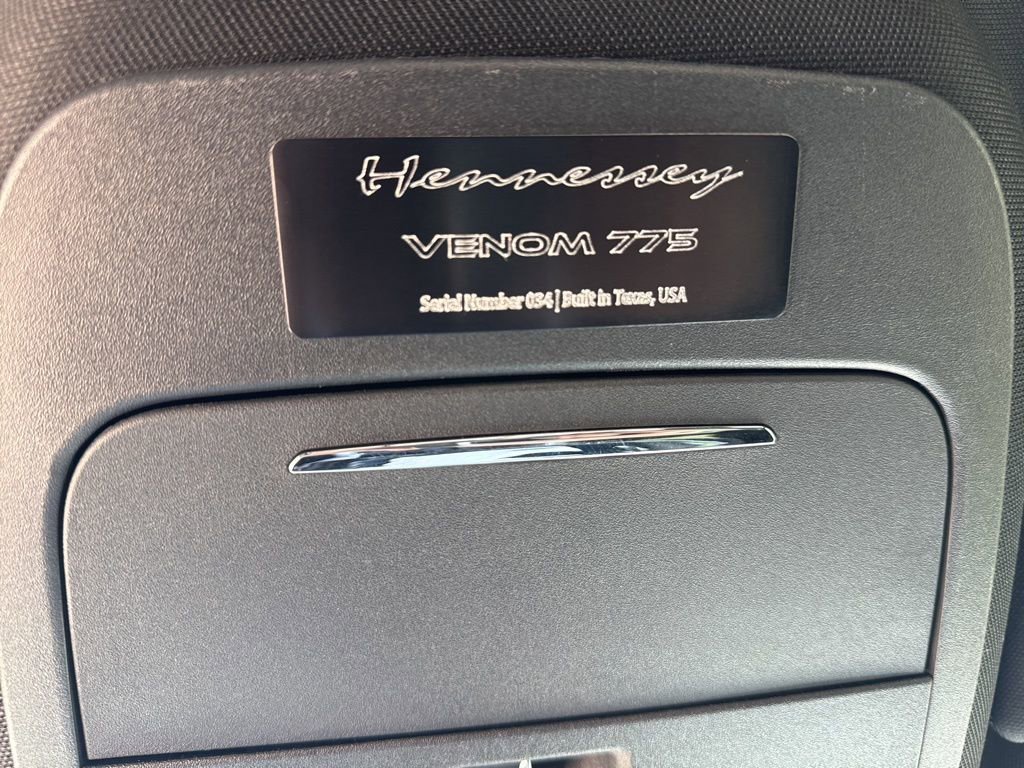 Hennessey
VENOM 775
Serial Number 034 | Built in Texas, USA